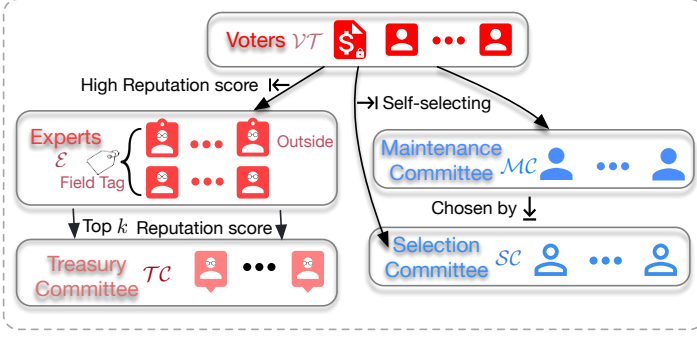 Voters 𝒱𝒯
$
High Reputation score
Self-selecting
Experts
ℰ
Field Tag
Outside
Maintenance
Committee ℳ𝒞
Top k Reputation score
Chosen by
Treasury
Committee 𝒯𝒞
Selection
Committee 𝒮𝒞